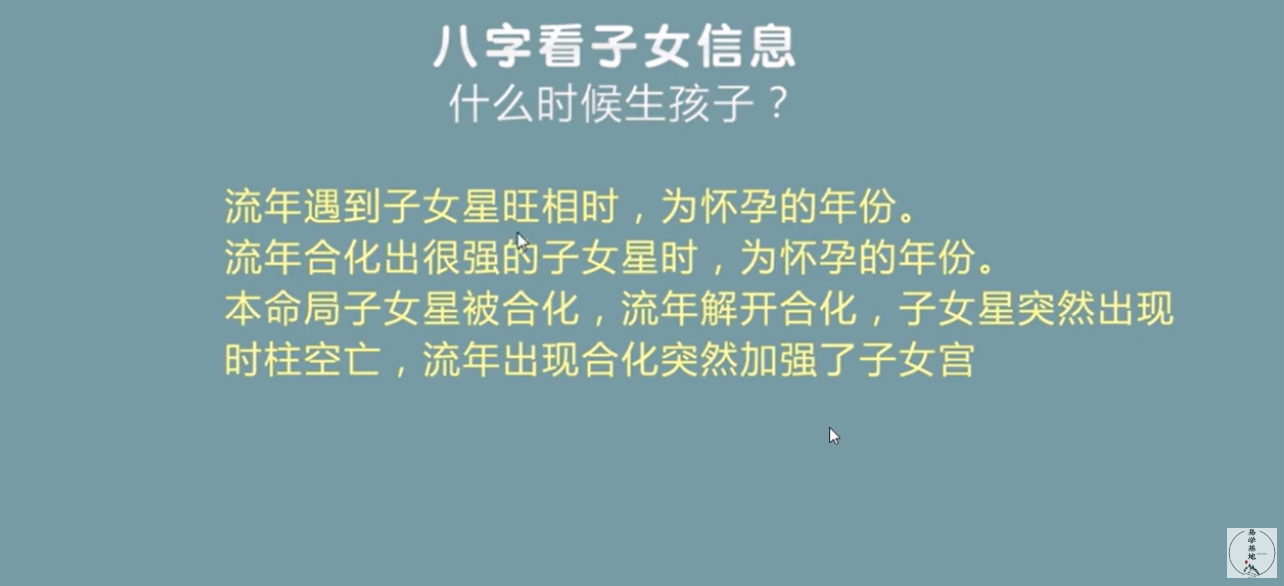 八字看子女信息
什么时候生孩子？
流年遇到子女星旺相时，为怀孕的年份。
流年合化出很强的子女星时，为怀孕的年份。
本命局子女星被合化，流年解开合化，子女星突然出现
时柱空亡，流年出现合化突然加强了子女宫
易学基地